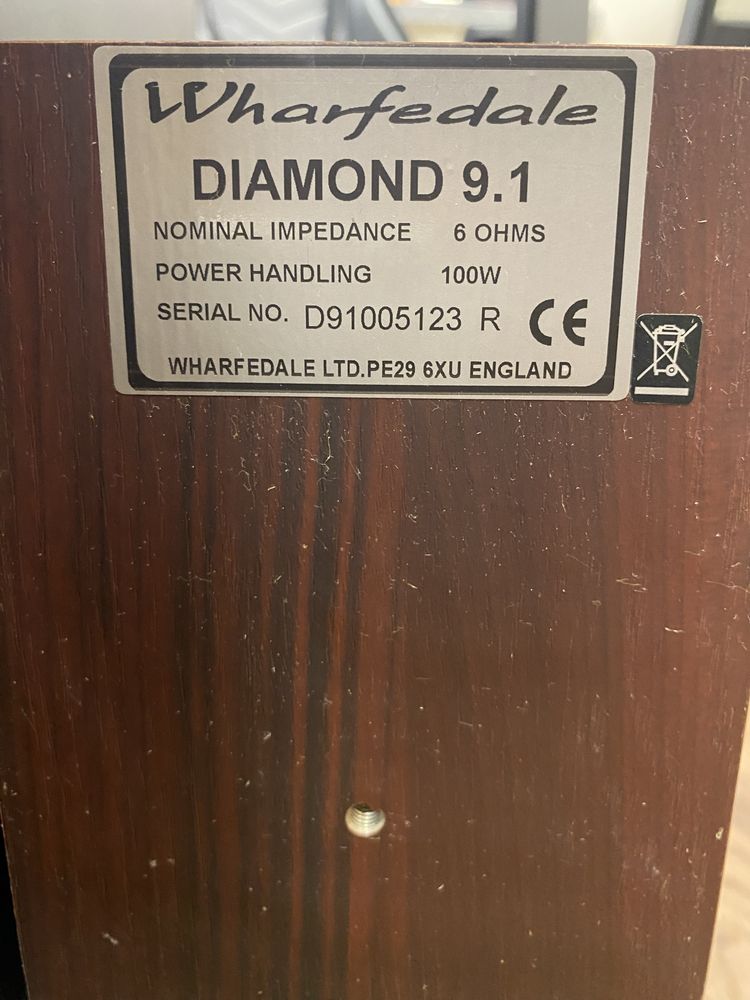 Wharfedale
DIAMOND 9.1
NOMINAL IMPEDANCE 6 OHMS
POWER HANDLING 100W
SERIAL NO. D91005123 R CE
WHARFEDALE LTD.PE29 6XU ENGLAND